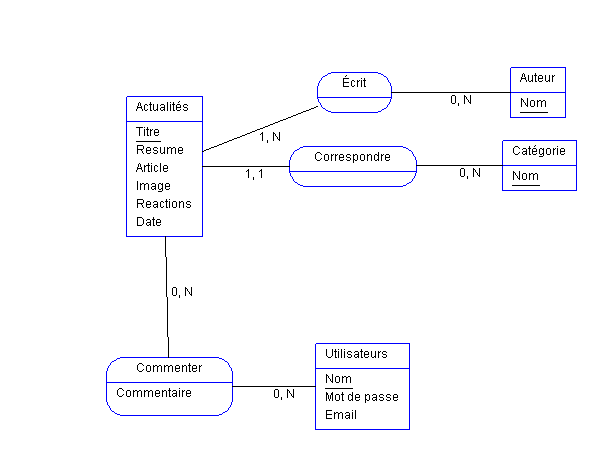 Écrit
Auteur
Nom
0, N
Actualités
Titre
Resume
Article
Image
Reactions
Date
1, N
Correspondre
1, 1
Catégorie
Nom
0, N
0, N
Commenter
Commentaire
0, N
Utilisateurs
Nom
Mot de passe
Email